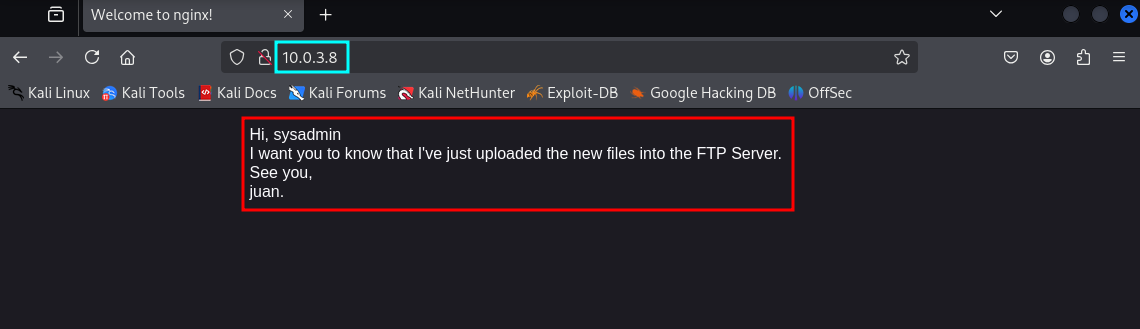 Welcome to nginx!
10.0.3.8
Kali Linux Kali Tools Kali Docs Kali Forums Kali NetHunter Exploit-DB Google Hacking DB OffSec
Hi, sysadmin
I want you to know that I've just uploaded the new files into the FTP Server.
See you,
juan.